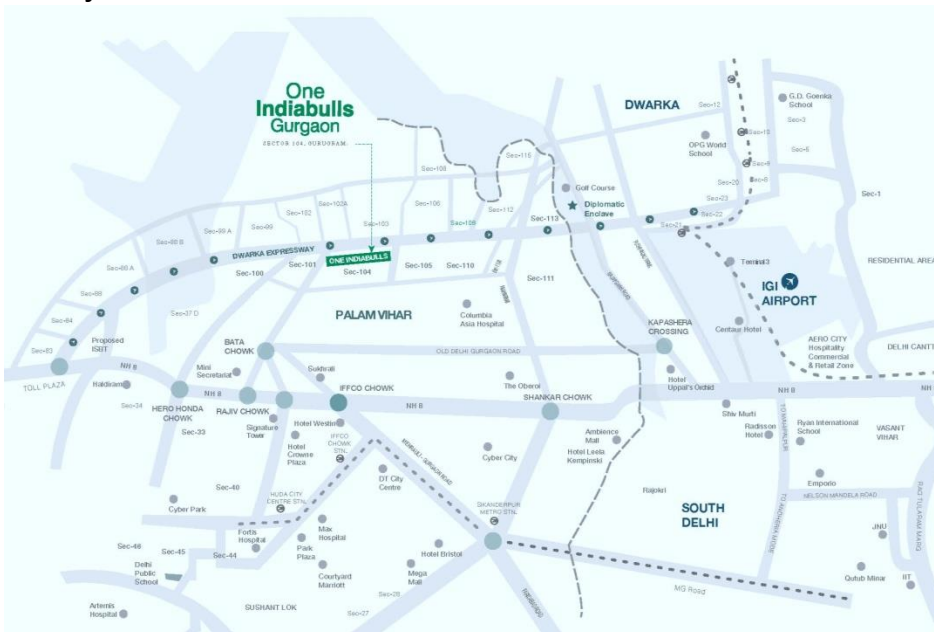 One
Indiabulls
Gurgaon
SECTOR 104, GURUGRAM
DWARKA
Sec-12
G.D. Goenka
School
Sec-2
Sec-19
OPG World
School
Sec-6
Sec-115
Sec-108
Sec-20
Golf Course
Sec-1
Sec-102A
Sec-106
Diplomatic
Enclave
Sec-23
Sec-102
Sec-112
Sec-113
Sec-22
Sec-99
Sec-103
Sec-109
Sec-21
Sec-99 A
Sec-88 B
DWARKA EXPRESSWAY
ONE INDIABULLS
Sec-100
Sec-101
Sec-104
Sec-105
Sec-110
Sec-111
Terminal 3
RESIDENTIAL AREA
IGI
AIRPORT
Sec-88
Sec-37 D
PALAM VIHAR
Columbia
Asia Hospital
KAPASHERA
CROSSING
Centaur Hotel
Sec-84
Proposed
ISBT
BATA
CHOWK
OLD DELHI GURGAON ROAD
AERO CITY
Hospitality
Commercial
& Retail Zone
DELHI CANTT
Sec-83
Mini
Secretariat
Sukhrali
TOLL PLAZA
Haldiram
IFFCO CHOWK
The Oberoi
Hotel
Uppal's Orchid
NH 8
NH 8
NH 8
NH 8
SHANKAR CHOWK
HERO HONDA
CHOWK
RAJIV CHOWK
Sec-34
Sec-33
Signature
Tower
Hotel Westin
Hotel
Crowne
Plaza
IFFCO
CHOWK
STN.
MEHRAULI-GURGAON ROAD
Ambience
Mall
Hotel Leela
Kempinski
Shiv Murti
Radisson
Hotel
TO MAHIPALPUR
Ryan International
School
VASANT
VIHAR
Cyber City
DT City
Centre
Emporio
Sec-40
Rajokri
NELSON MANDELA ROAD
HUDA CITY
CENTRE STN.
SIKANDERPUR
METRO STN.
SOUTH
DELHI
RAO TULARAM MARG
Cyber Park
Max
Hospital
JNU
Fortis
Hospital
Sec-46
Sec-45
Sec-44
Park
Plaza
Hotel Bristol
Delhi
Public
School
Courtyard
Marriott
Mega
Mall
Qutub Minar
IIT
MG Road
Sec-28
Artemis
Hospital
SUSHANT LOK
Sec-27